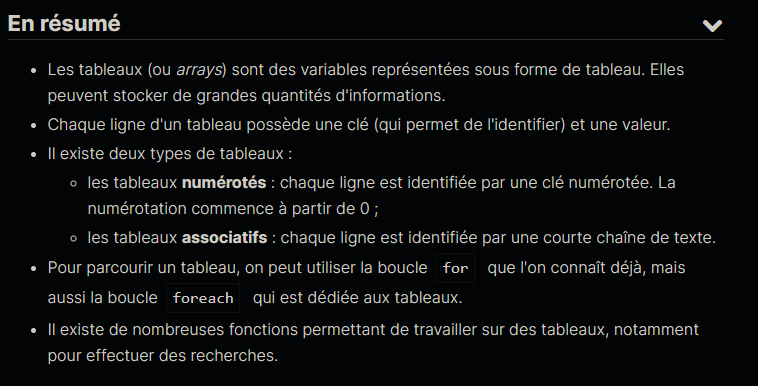 En résumé
• Les tableaux (ou arrays) sont des variables représentées sous forme de tableau. Elles
peuvent stocker de grandes quantités d'informations.
• Chaque ligne d'un tableau possède une clé (qui permet de l'identifier) et une valeur.
• Il existe deux types de tableaux :
◦ les tableaux numérotés : chaque ligne est identifiée par une clé numérotée. La
numérotation commence à partir de 0 ;
◦ les tableaux associatifs : chaque ligne est identifiée par une courte chaîne de texte.
• Pour parcourir un tableau, on peut utiliser la boucle for que l'on connaît déjà, mais
aussi la boucle foreach qui est dédiée aux tableaux.
• Il existe de nombreuses fonctions permettant de travailler sur des tableaux, notamment
pour effectuer des recherches.